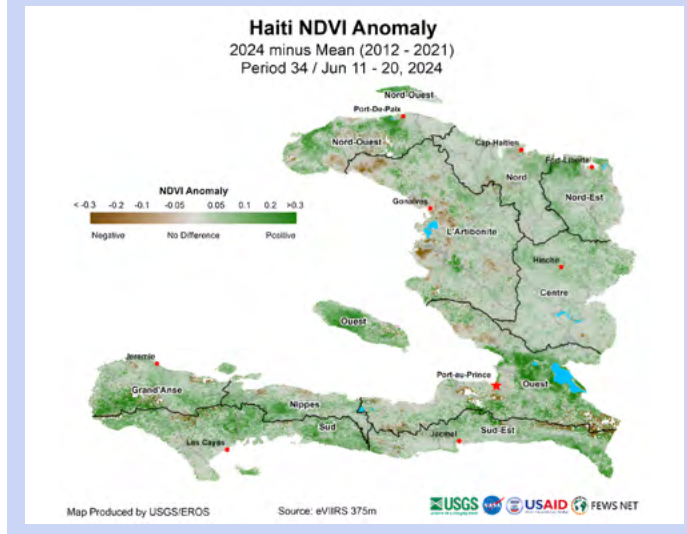 Haiti NDVI Anomaly
2024 minus Mean (2012 - 2021)
Period 34 / Jun 11 - 20, 2024
Nord-Ouest
Port-De-Paix
Nord-Ouest
Cap-Haitien
Fort-Liberte
Nord
Nord-Est
NDVI Anomaly
< -0.3 -0.2 -0.1 -0.05 0.05 0.1 0.2 >0.3
Negative No Difference Positive
Gonaives
L'Artibonite
Hinche
Centre
Ouest
Jeremie
Port-au-Prince
Ouest
Grand'Anse
Nippes
Sud
Jacmel
Sud-Est
Les Cayes
Map Produced by USGS/EROS
Source: eVIIRS 375m
USGS
NASA
USAID
FEWS NET